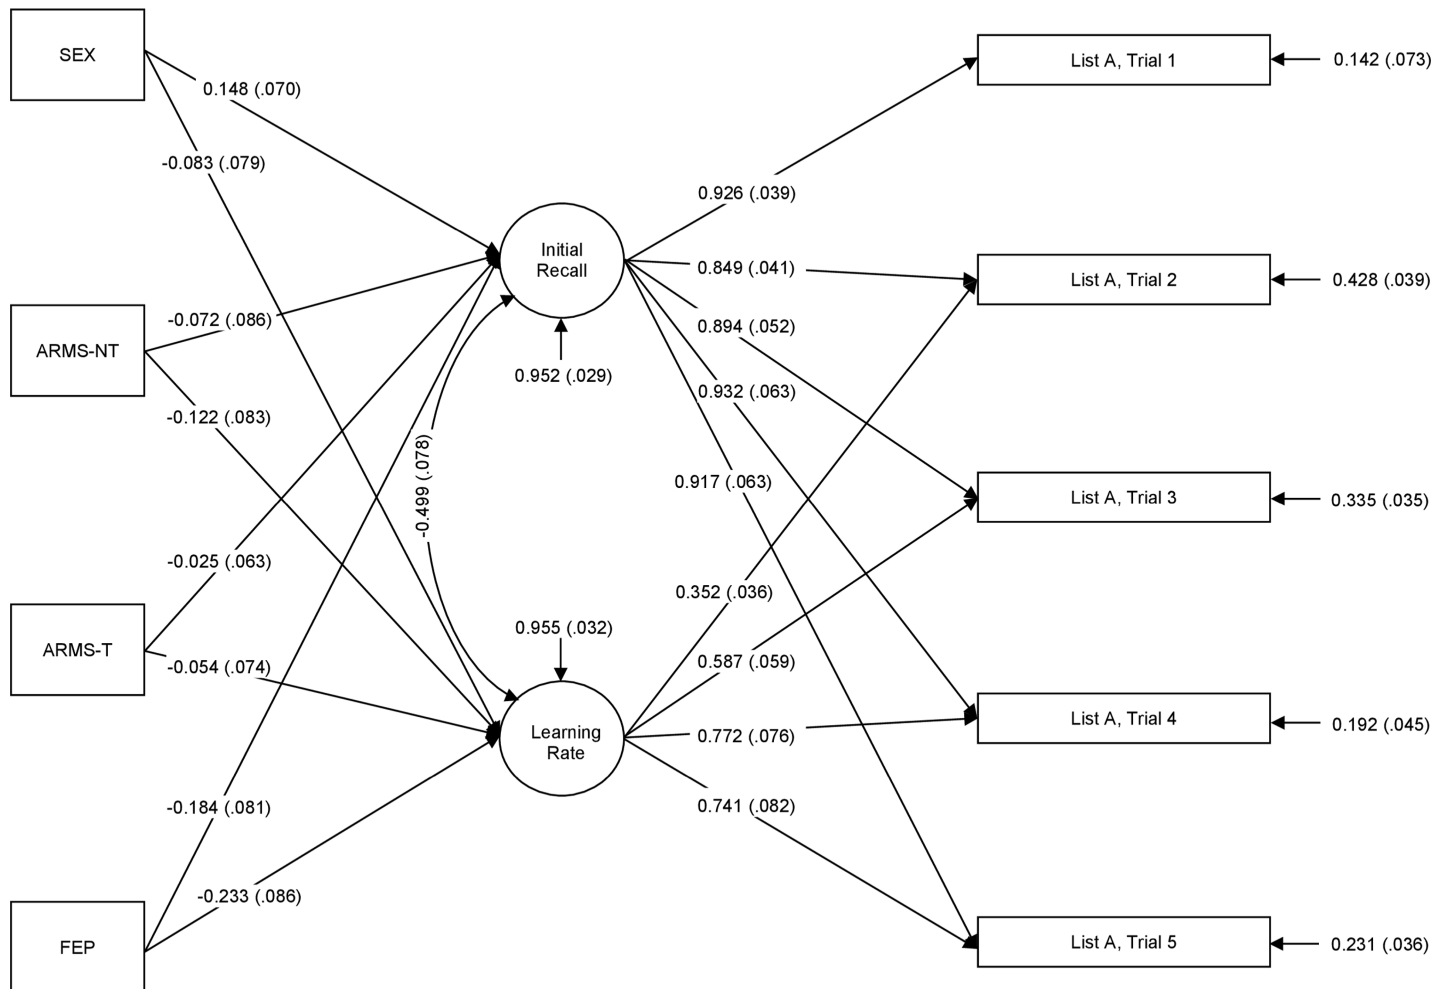 SEX
0.148 (.070)
-0.083 (.079)
ARMS-NT
-0.072 (.086)
-0.122 (.083)
ARMS-T
-0.025 (.063)
-0.054 (.074)
FEP
-0.184 (.081)
-0.233 (.086)
Initial
Recall
0.952 (.029)
-0.499 (.078)
0.955 (.032)
Learning
Rate
0.926 (.039)
0.849 (.041)
0.894 (.052)
0.932 (.063)
0.917 (.063)
0.352 (.036)
0.587 (.059)
0.772 (.076)
0.741 (.082)
List A, Trial 1
0.142 (.073)
List A, Trial 2
0.428 (.039)
List A, Trial 3
0.335 (.035)
List A, Trial 4
0.192 (.045)
List A, Trial 5
0.231 (.036)